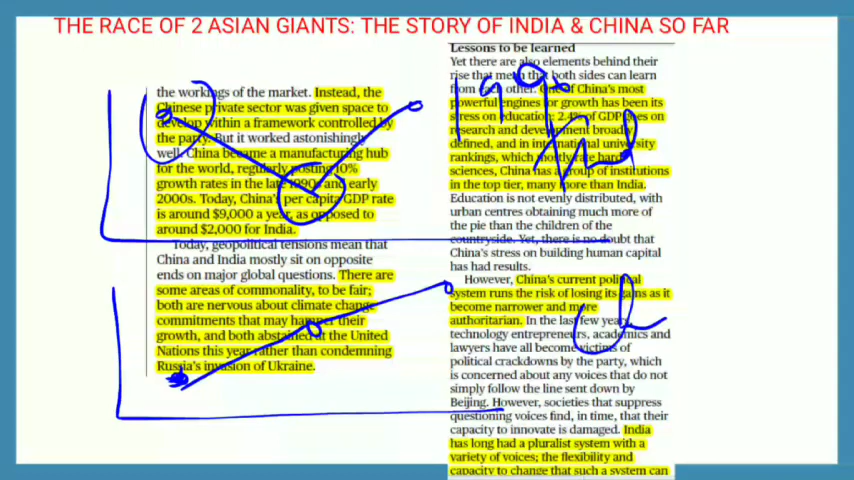 THE RACE OF 2 ASIAN GIANTS: THE STORY OF INDIA & CHINA SO FAR
the workings of the market. Instead, the
Chinese private sector was given space to
develop within a framework controlled by
the party. But it worked astonishingly
well. China became a manufacturing hub
for the world, regularly posting 10%
growth rates in the late 1990s and early
2000s. Today, China's per capita GDP rate
is around $9,000 a year, as opposed to
around $2,000 for India.
Today, geopolitical tensions mean that
China and India mostly sit on opposite
ends on major global questions. There are
some areas of commonality, to be fair;
both are nervous about climate change
commitments that may hamper their
growth, and both abstained at the United
Nations this year rather than condemning
Russia's invasion of Ukraine.
Lessons to be learned
Yet there are also elements behind their
rise that mean that both sides can learn
from each other. One of China's most
powerful engines for growth has been its
stress on education: 2.4% of GDP goes on
research and development broadly
defined, and in international university
rankings, which mostly rate hard
sciences, China has a group of institutions
in the top tier, many more than India.
Education is not evenly distributed, with
urban centres obtaining much more of
the pie than the children of the
countryside. Yet, there is no doubt that
China's stress on building human capital
has had results.
However, China's current political
system runs the risk of losing its gains as it
become narrower and more
authoritarian. In the last few years,
technology entrepreneurs, academics and
lawyers have all become victims of
political crackdowns by the party, which
is concerned about any voices that do not
simply follow the line sent down by
Beijing. However, societies that suppress
questioning voices find, in time, that their
capacity to innovate is damaged. India
has long had a pluralist system with a
variety of voices; the flexibility and
capacity to change that such a system can
1990
Ind
Ch